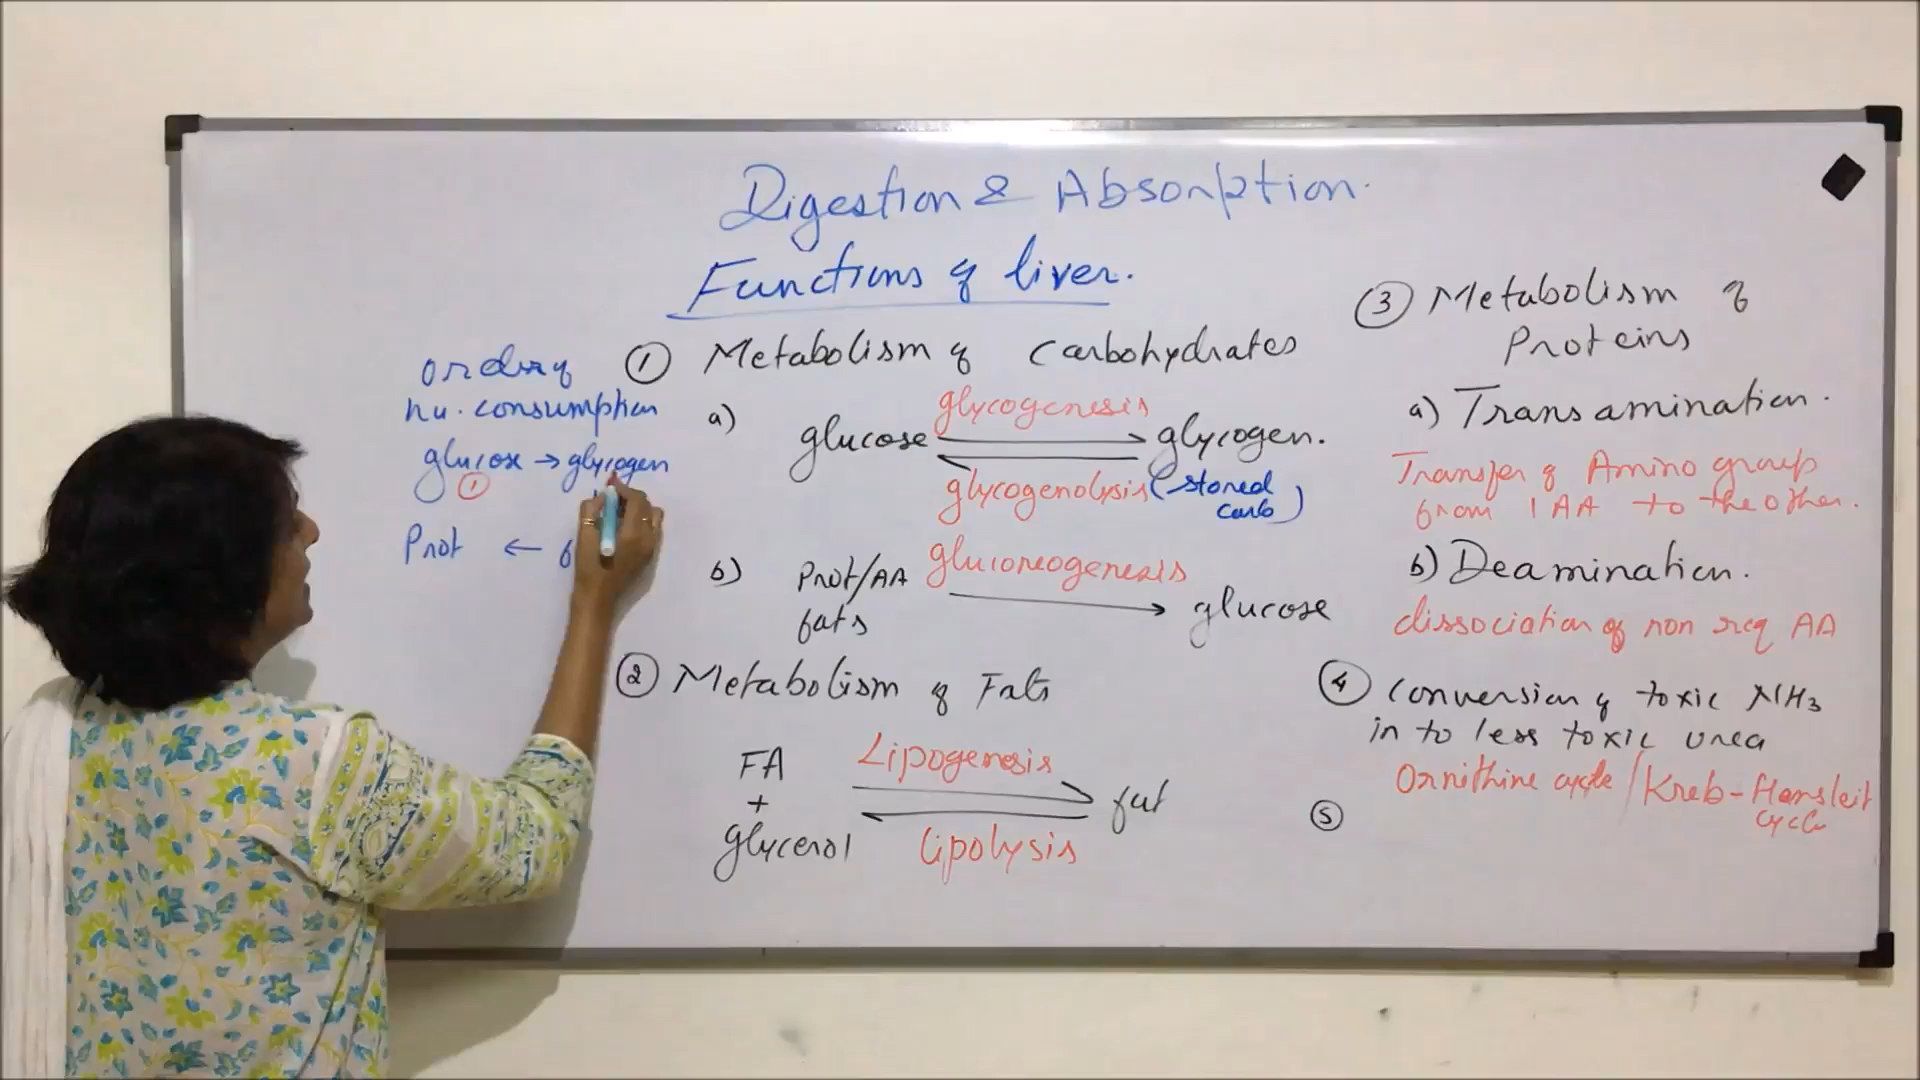 Digestion & Absorption.
Functions of liver.
order of
nu. consumption
glucose → glycogen
①
Prot ←
① Metabolism of Carbohydrates
a) glucose glycogenesis glycogen.
glycogenolysis (stored
carb)
b) Prot/AA gluconeogenesis
fats glucose
② Metabolism of Fats
FA Lipogenesis
+ fat
glycerol lipolysis
③ Metabolism of
Proteins
a) Transamination.
Transfer of Amino group
from 1 AA to the other.
b) Deamination.
dissociation of non req AA
④ Conversion of toxic NH3
in to less toxic urea
Ornithine cycle / Kreb-Hensleit
cycle
⑤